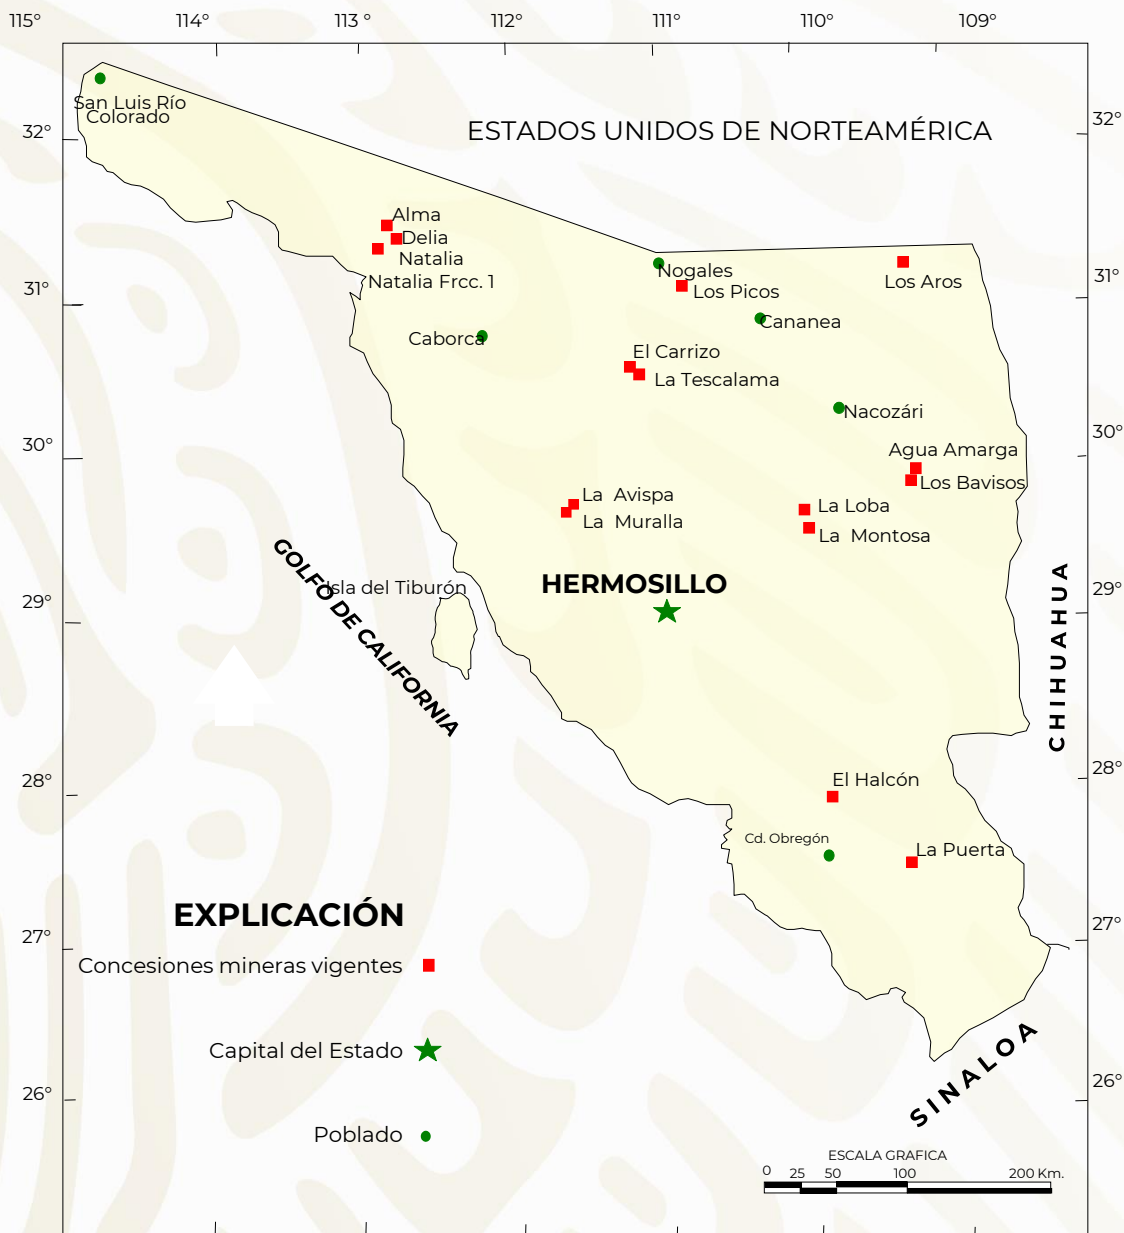 115° 114° 113 ° 112° 111° 110° 109°
San Luis Río
Colorado
32°
32°
ESTADOS UNIDOS DE NORTEAMÉRICA
Alma
Delia
Natalia
Natalia Frcc. 1
Nogales
Los Picos
Los Aros
31°
31°
Cananea
Caborca
El Carrizo
La Tescalama
Nacozári
30°
30°
Agua Amarga
Los Bavisos
La Avispa
La Muralla
La Loba
La Montosa
GOLFO DE CALIFORNIA
Isla del Tiburón
HERMOSILLO
29°
29°
CHIHUAHUA
28°
28°
El Halcón
Cd. Obregón
La Puerta
EXPLICACIÓN
27°
27°
Concesiones mineras vigentes
Capital del Estado
Poblado
SINALOA
26°
26°
ESCALA GRAFICA
0 25 50 100 200 Km.